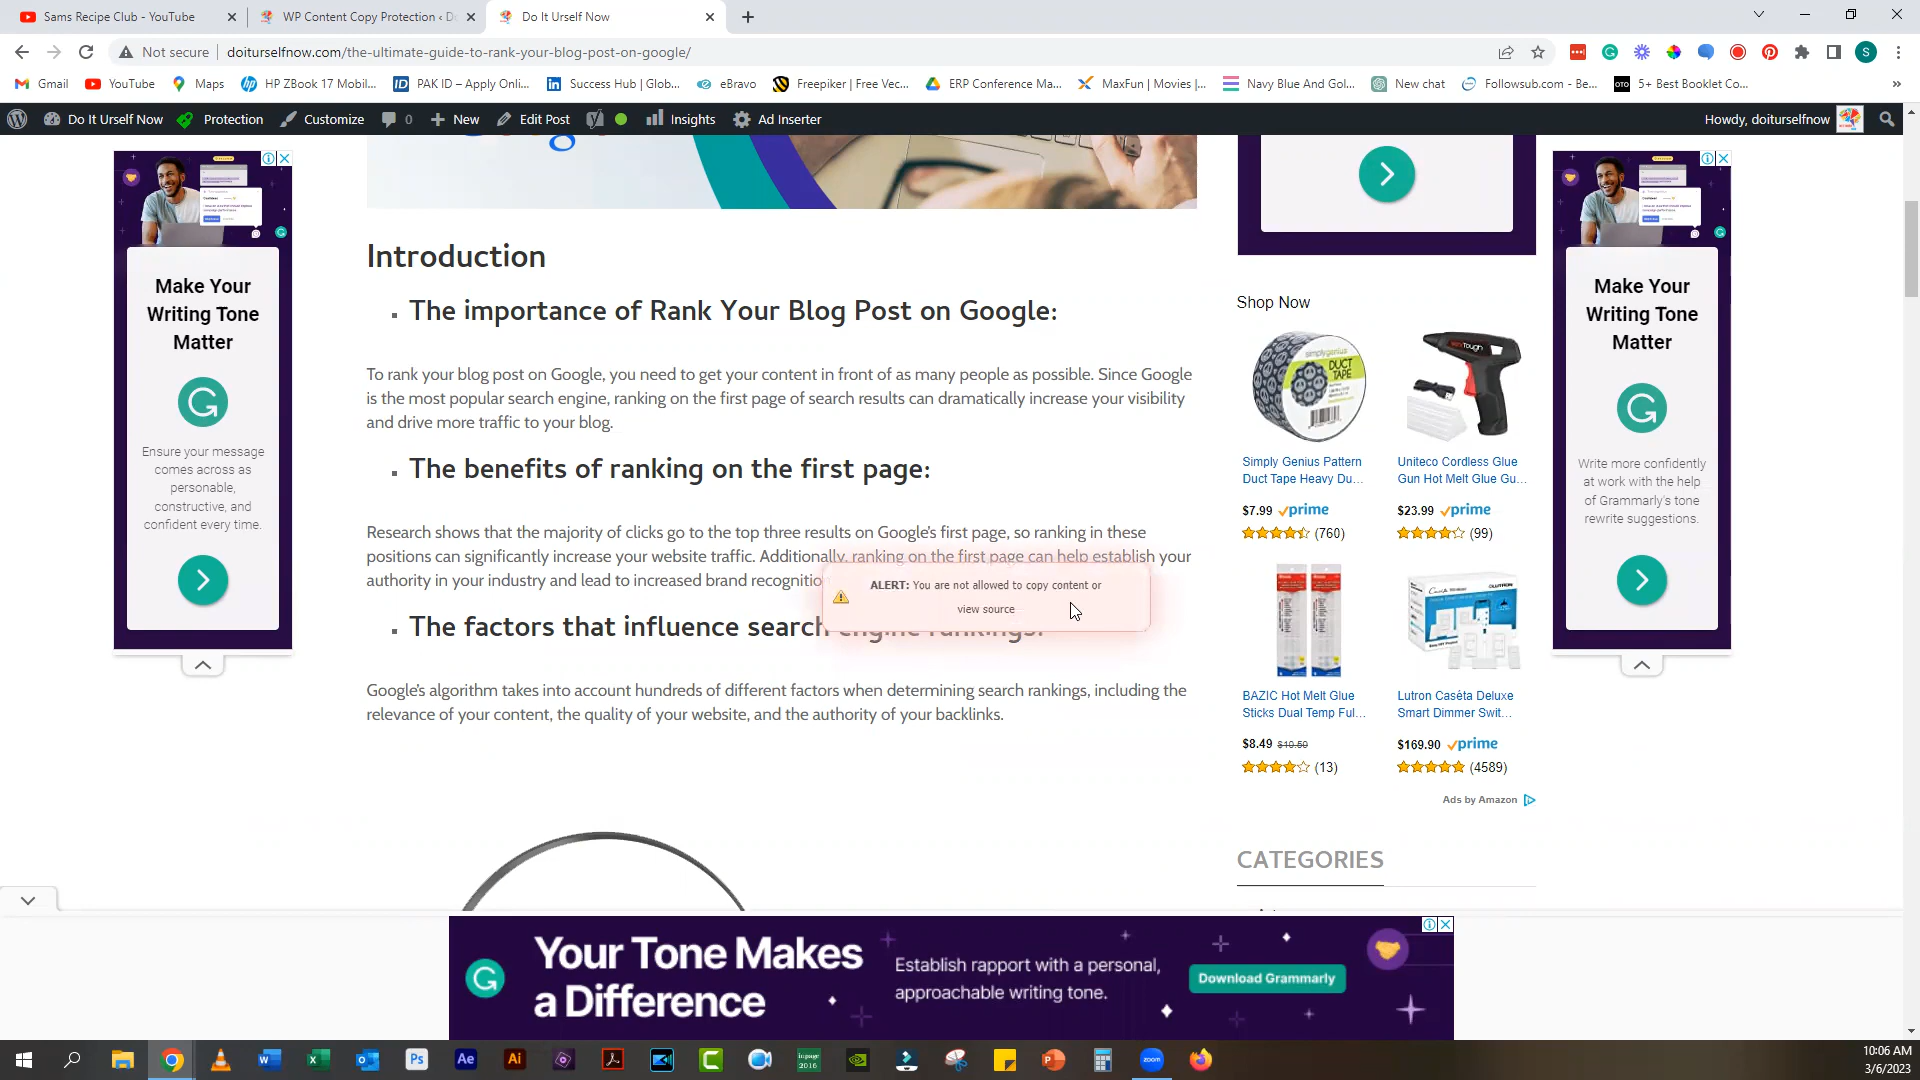 Sams Recipe Club - YouTube
WP Content Copy Protection ‹ Do
Do It Urself Now
Not secure
doiturselfnow.com/the-ultimate-guide-to-rank-your-blog-post-on-google/
S
Gmail
YouTube
Maps
HP ZBook 17 Mobil...
PAK ID – Apply Onli...
Success Hub | Glob...
eBravo
Freepiker | Free Vec...
ERP Conference Ma...
MaxFun | Movies |...
Navy Blue And Gol...
New chat
Followsub.com - Be...
5+ Best Booklet Co...
Do It Urself Now
Protection
Customize
0
New
Edit Post
Insights
Ad Inserter
Howdy, doiturselfnow
Make Your
Writing Tone
Matter
Ensure your message
comes across as
personable,
constructive, and
confident every time.
Introduction
The importance of Rank Your Blog Post on Google:
To rank your blog post on Google, you need to get your content in front of as many people as possible. Since Google
is the most popular search engine, ranking on the first page of search results can dramatically increase your visibility
and drive more traffic to your blog.
The benefits of ranking on the first page:
Research shows that the majority of clicks go to the top three results on Google's first page, so ranking in these
positions can significantly increase your website traffic. Additionally, ranking on the first page can help establish your
authority in your industry and lead to increased brand recognition
ALERT: You are not allowed to copy content or
view source
The factors that influence search engine rankings:
Google's algorithm takes into account hundreds of different factors when determining search rankings, including the
relevance of your content, the quality of your website, and the authority of your backlinks.
Shop Now
simply genius
DUCT
TAPE
Simply Genius Pattern
Duct Tape Heavy Du...
$7.99 prime
(760)
Uniteco Cordless Glue
Gun Hot Melt Glue Gu...
$23.99 prime
(99)
BAZIC Hot Melt Glue
Sticks Dual Temp Ful...
$8.49 $10.50
(13)
LUTRON
Lutron Caséta Deluxe
Smart Dimmer Swit...
$169.90 prime
(4589)
Ads by Amazon
CATEGORIES
Make Your
Writing Tone
Matter
Write more confidently
at work with the help
of Grammarly's tone
rewrite suggestions.
Your Tone Makes
a Difference
Establish rapport with a personal,
approachable writing tone.
Download Grammarly
10:06 AM
3/6/2023